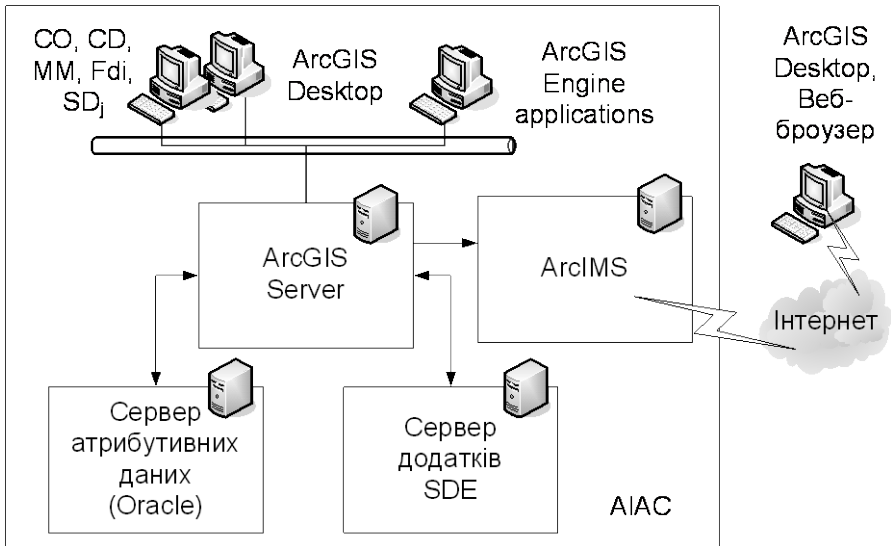 CO, CD,
MM, Fdi,
SDj
ArcGIS
Desktop
ArcGIS
Engine
applications
ArcGIS
Desktop,
Веб-
броузер
ArcGIS
Server
ArcIMS
Інтернет
Сервер
атрибутивних
даних
(Oracle)
Сервер
додатків
SDE
АІАС